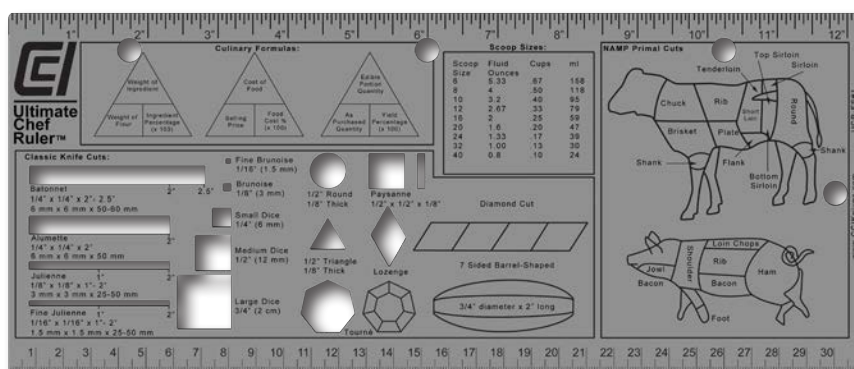 1" 2" 3" 4" 5" 6" 7" 8" 9" 10" 11" 12"
Ultimate
Chef
Ruler™
Culinary Formulas:
Weight of
Ingredient
Weight of
Flour
Ingredient
Percentage
(x 100)
Cost of
Food
Selling
Price
Food
Cost %
(x 100)
Edible
Portion
Quantity
As
Purchased
Quantity
Yield
Percentage
(x 100)
Scoop Sizes:
Scoop Size Fluid Ounces Cups ml
6 5.33 .67 158
8 4 .50 118
10 3.2 .40 95
12 2.67 .33 79
16 2 .25 59
20 1.6 .20 47
24 1.33 .17 39
32 1.00 .13 30
40 0.8 .10 24
NAMP Primal Cuts
Top Sirloin
Sirloin
Tenderloin
Chuck
Rib
Short
Loin
Round
Brisket
Plate
Shank
Flank
Shank
Bottom
Sirloin
Loin Chops
Shoulder
Rib
Jowl
Ham
Bacon
Bacon
Foot
Classic Knife Cuts:
Batonnet 2" 2.5"
1/4" x 1/4" x 2"- 2.5"
6 mm x 6 mm x 50-60 mm
Alumette 2"
1/4" x 1/4" x 2"
6 mm x 6 mm x 50 mm
Julienne 1" 2"
1/8" x 1/8" x 1"- 2"
3 mm x 3 mm x 25-50 mm
Fine Julienne 1" 2"
1/16" x 1/16" x 1"- 2"
1.5 mm x 1.5 mm x 25-50 mm
Fine Brunoise
1/16" (1.5 mm)
Brunoise
1/8" (3 mm)
Small Dice
1/4" (6 mm)
Medium Dice
1/2" (12 mm)
Large Dice
3/4" (2 cm)
1/2" Round
1/8" Thick
Paysanne
1/2" x 1/2" x 1/8"
1/2" Triangle
1/8" Thick
Lozenge
Tourné
Diamond Cut
7 Sided Barrel-Shaped
3/4" diameter x 2" long
1 2 3 4 5 6 7 8 9 10 11 12 13 14 15 16 17 18 19 20 21 22 23 24 25 26 27 28 29 30